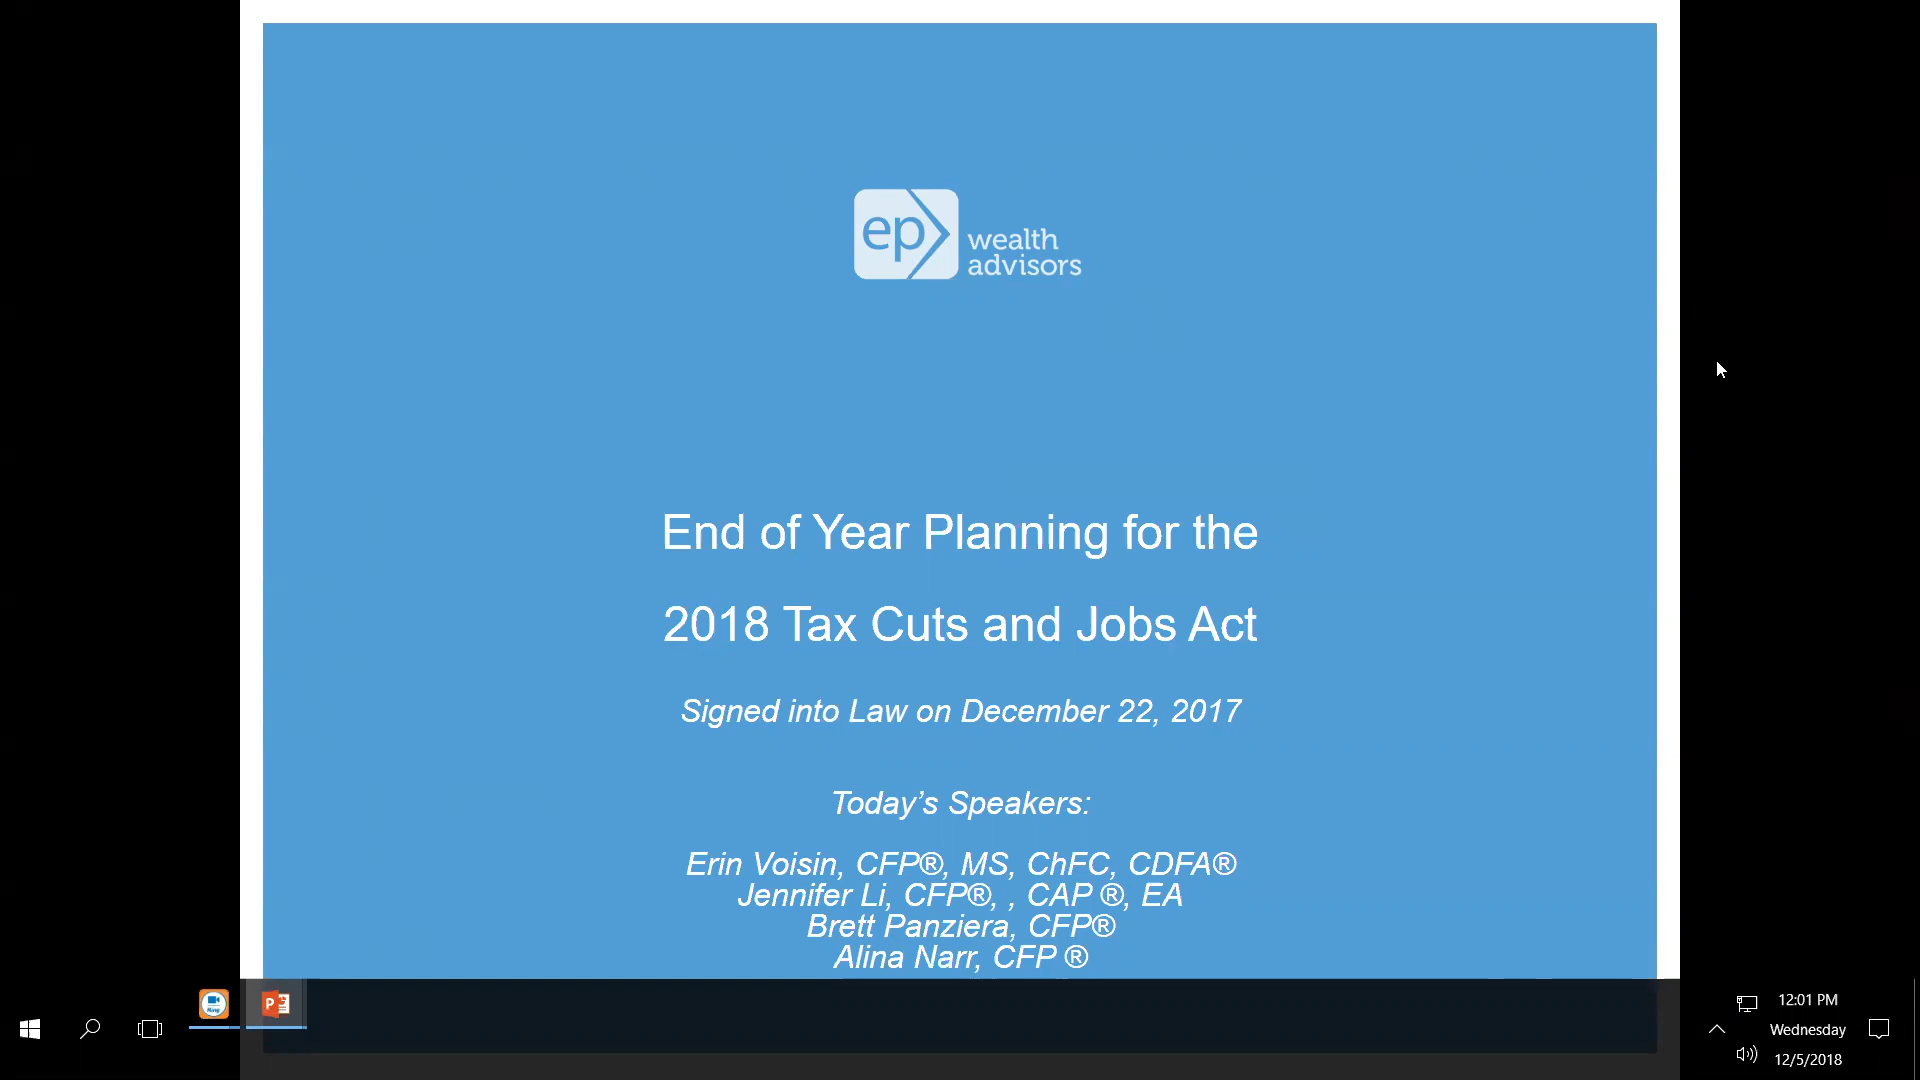 ep
wealth
advisors
End of Year Planning for the
2018 Tax Cuts and Jobs Act
Signed into Law on December 22, 2017
Today’s Speakers:
Erin Voisin, CFP®, MS, ChFC, CDFA®
Jennifer Li, CFP®, , CAP ®, EA
Brett Panziera, CFP®
Alina Narr, CFP ®
12:01 PM
Wednesday
12/5/2018